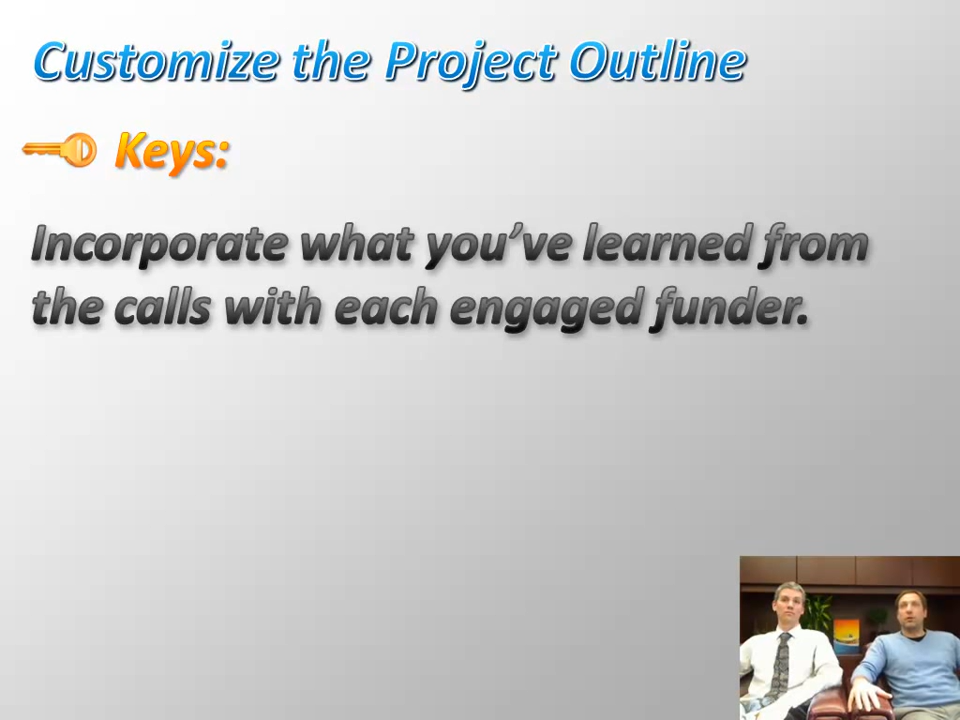 Customize the Project Outline
Keys:
Incorporate what you’ve learned from
the calls with each engaged funder.